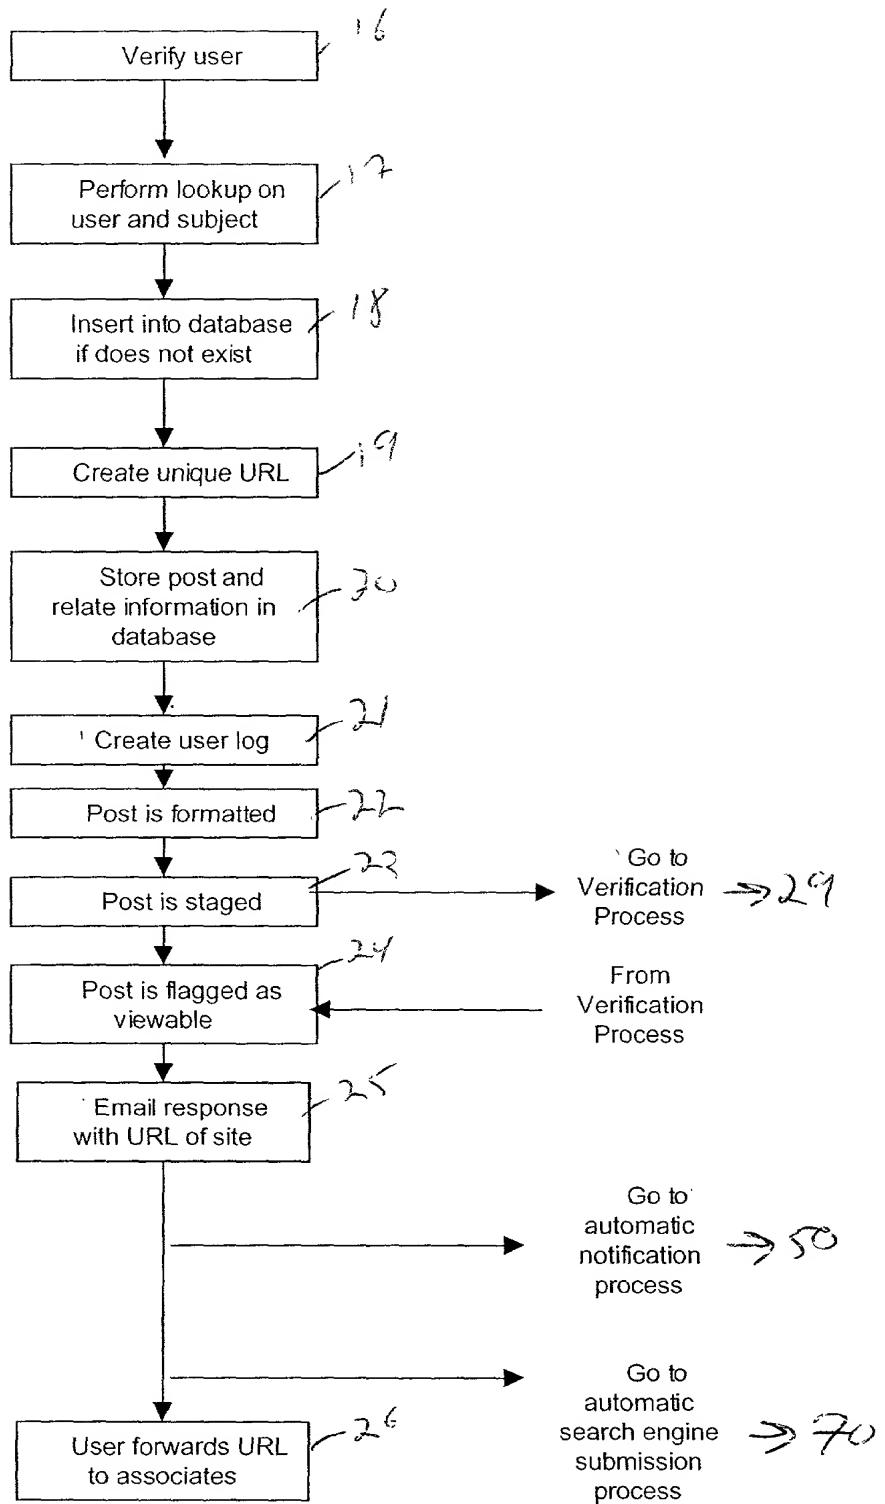 16
Verify user
17
Perform lookup on
user and subject
18
Insert into database
if does not exist
19
Create unique URL
20
Store post and
relate information in
database
21
Create user log
22
Post is formatted
23
Post is staged
Go to
Verification
Process
29
24
Post is flagged as
viewable
From
Verification
Process
25
Email response
with URL of site
Go to
automatic
notification
process
50
Go to
automatic
search engine
submission
process
70
26
User forwards URL
to associates